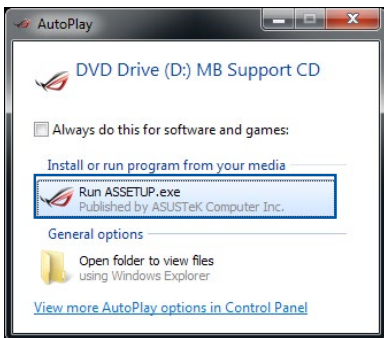 AutoPlay
DVD Drive (D:) MB Support CD
Always do this for software and games:
Install or run program from your media
Run ASSETUP.exe
Published by ASUSTeK Computer Inc.
General options
Open folder to view files
using Windows Explorer
View more AutoPlay options in Control Panel